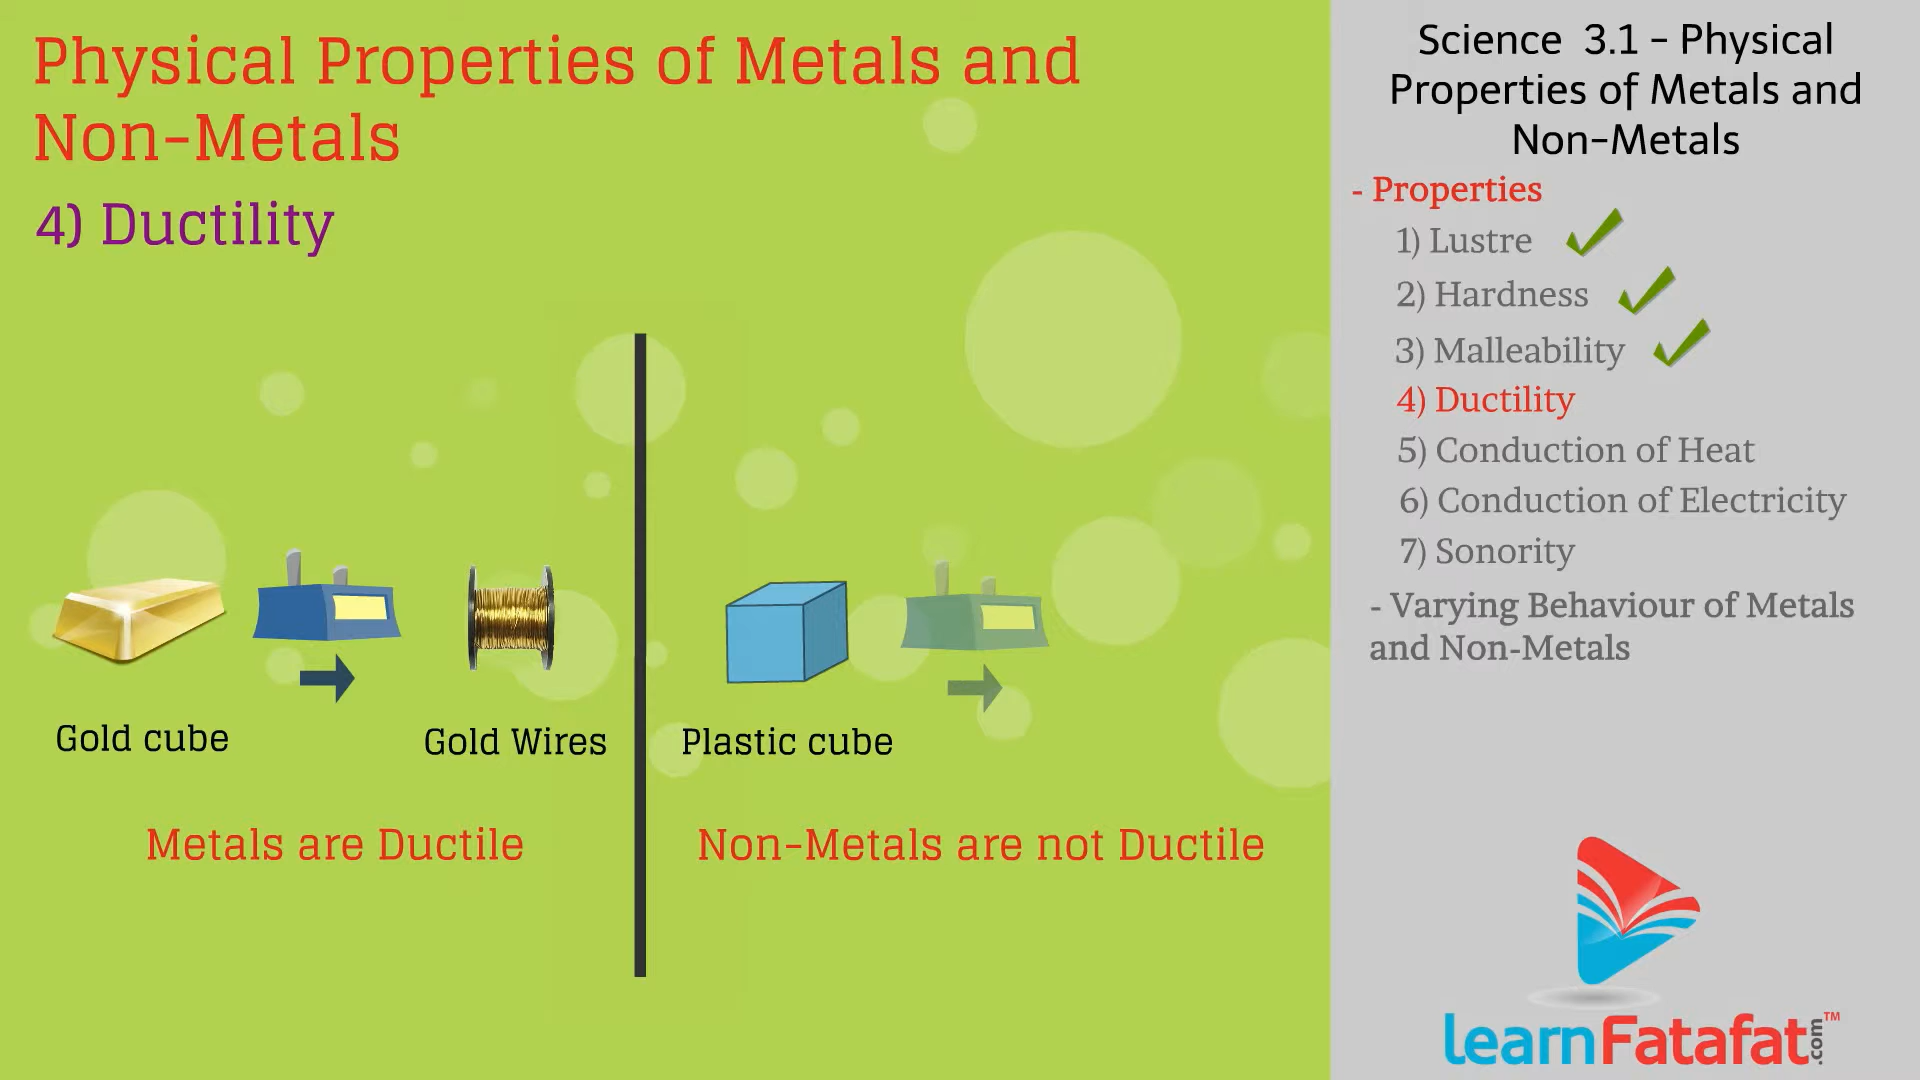 Physical Properties of Metals and
Non-Metals
4) Ductility
Gold cube
Gold Wires
Plastic cube
Metals are Ductile
Non-Metals are not Ductile
Science 3.1 - Physical
Properties of Metals and
Non-Metals
- Properties
1) Lustre
2) Hardness
3) Malleability
4) Ductility
5) Conduction of Heat
6) Conduction of Electricity
7) Sonority
- Varying Behaviour of Metals
and Non-Metals
learnFatafat.com™